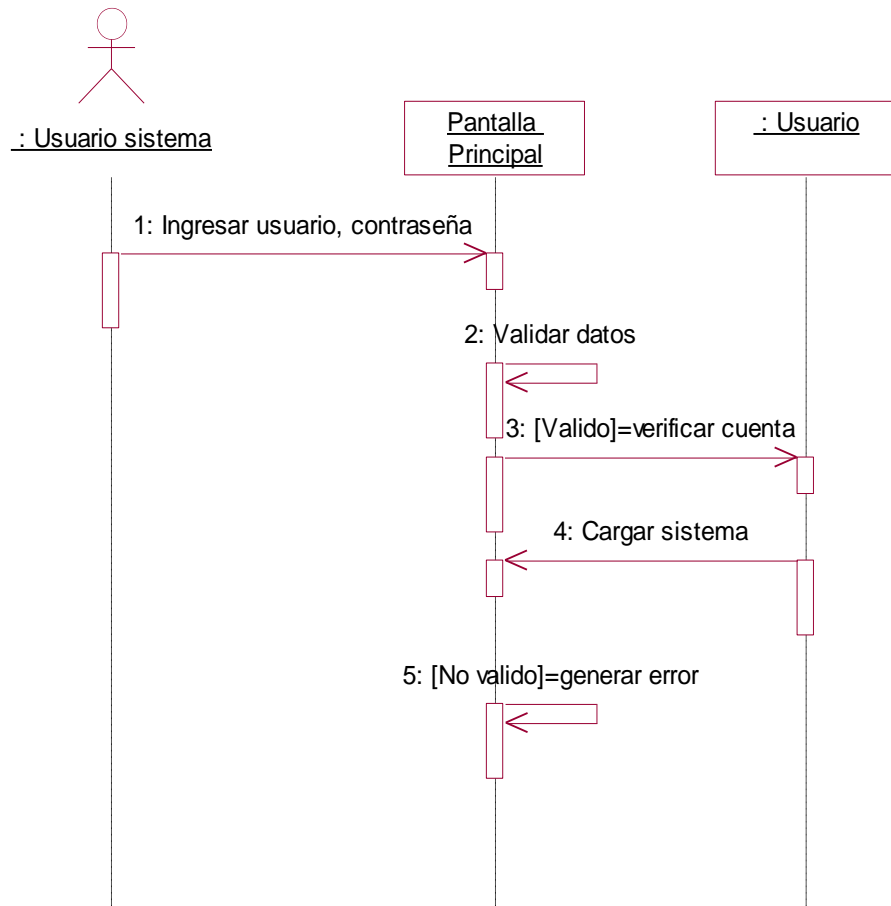 : Usuario sistema
Pantalla
Principal
: Usuario
1: Ingresar usuario, contraseña
2: Validar datos
3: [Valido]=verificar cuenta
4: Cargar sistema
5: [No valido]=generar error